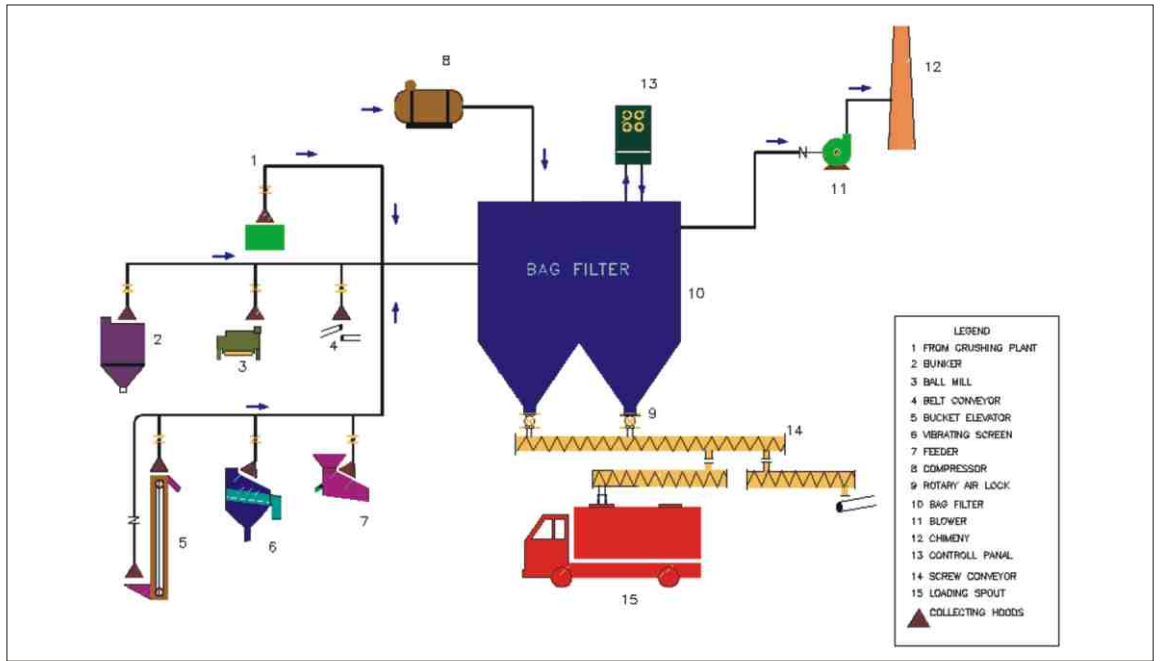 8
13
12
1
11
BAG FILTER
10
2
3
4
9
14
5
6
7
15
LEGEND
1 FROM CRUSHING PLANT
2 BUNKER
3 BALL MILL
4 BELT CONVEYOR
5 BUCKET ELEVATOR
6 VIBRATING SCREEN
7 FEEDER
8 COMPRESSOR
9 ROTARY AIR LOCK
10 BAG FILTER
11 BLOWER
12 CHIMENY
13 CONTROLL PANAL
14 SCREW CONVEYOR
15 LOADING SPOUT
COLLECTING HOODS